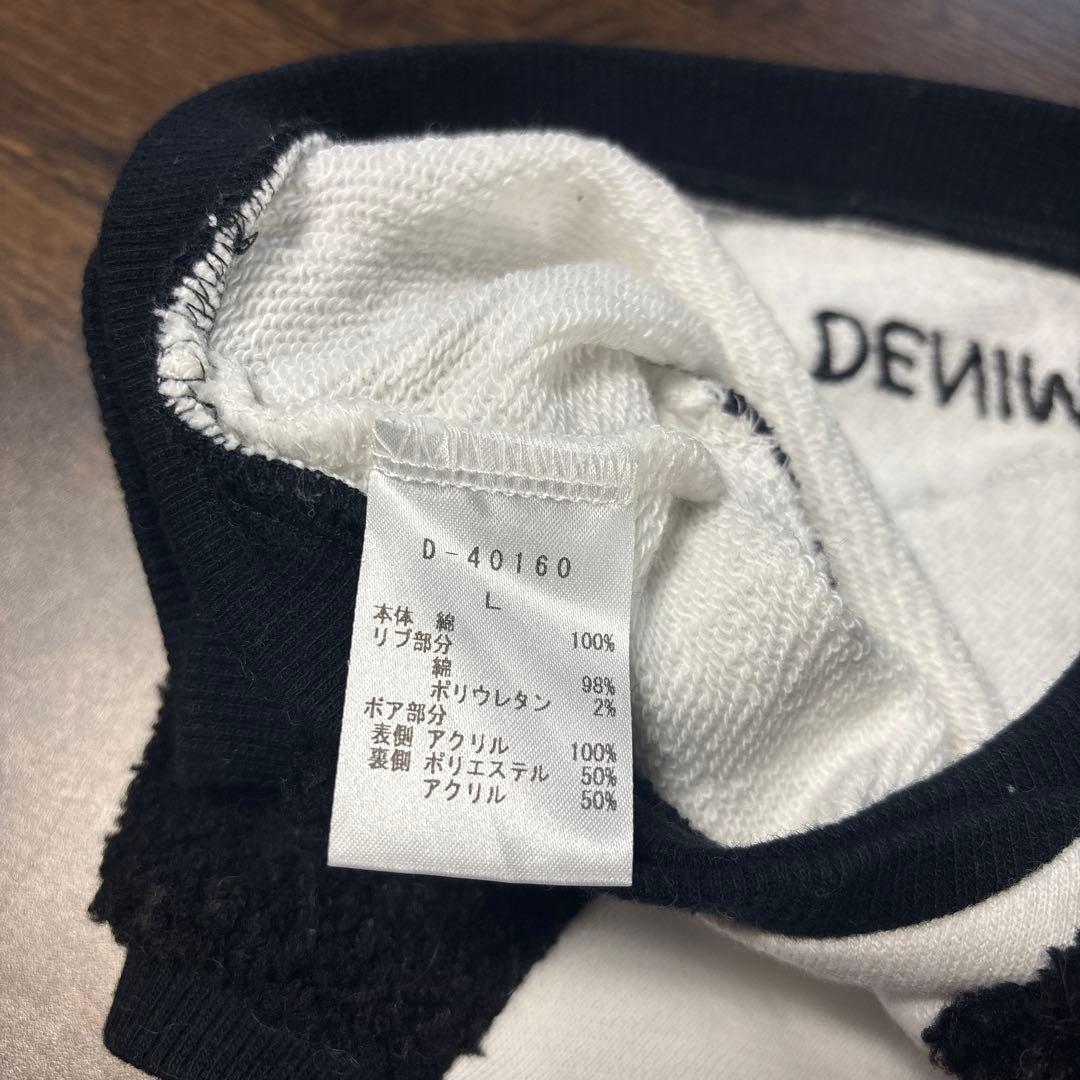 DENIM
D-40160
L
本体 綿 100%
リブ部分
綿 98%
ポリウレタン 2%
ボア部分
表側 アクリル 100%
裏側 ポリエステル 50%
アクリル 50%